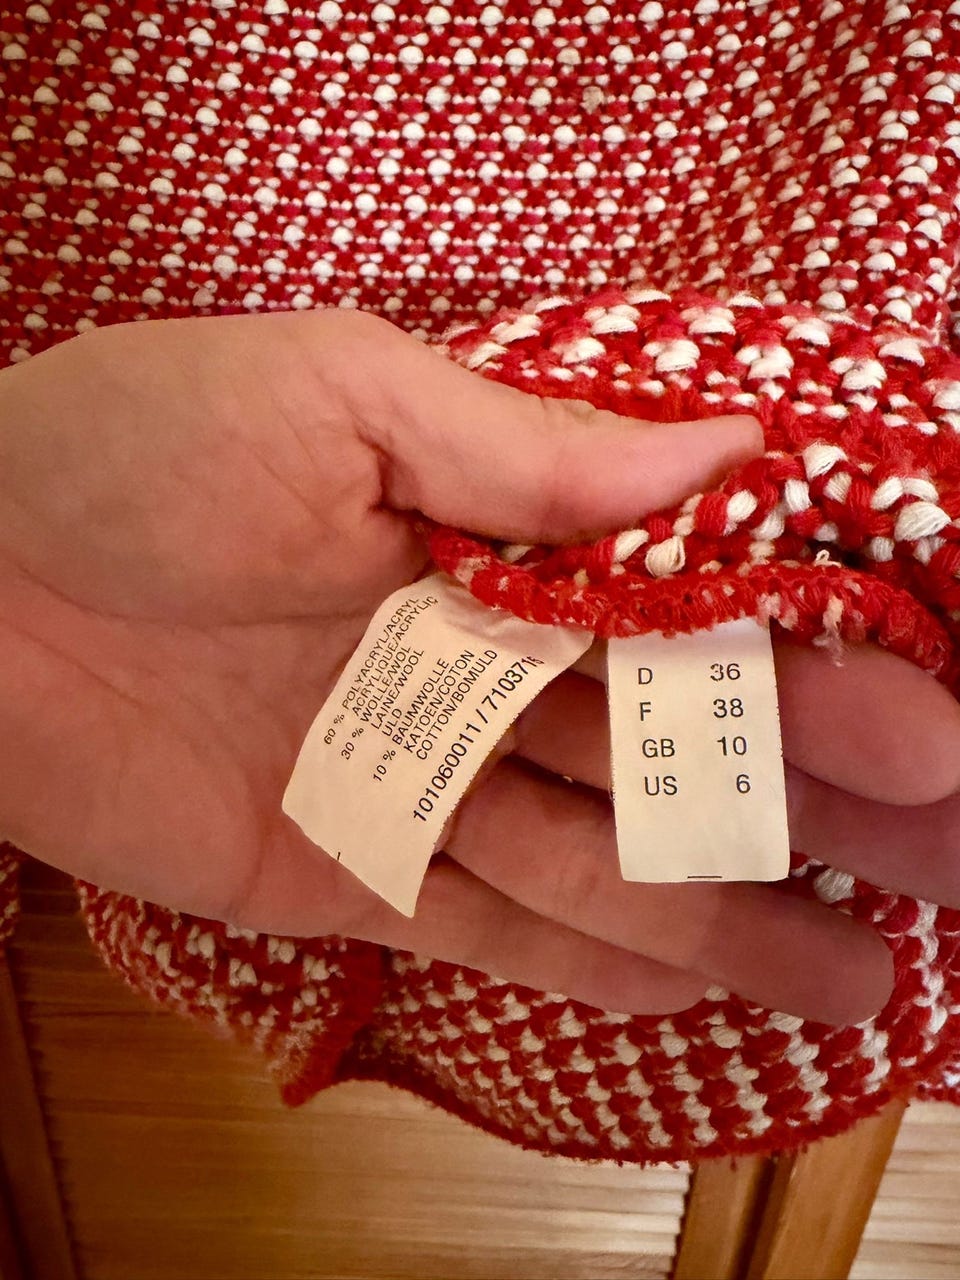 60 % POLYACRYL/ACRYL
ACRYLIQUE/ACRYLIC
30 % WOLLE/WOL
LAINE/WOOL
ULD
10 % BAUMWOLLE
KATOEN/COTON
COTTON/BOMULD
101060011 / 7103715
D 36
F 38
GB 10
US 6